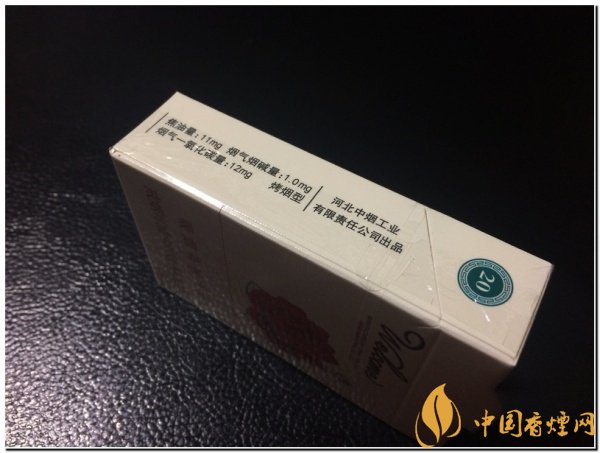 焦油量:11mg 烟气烟碱量:1.0mg
烟气一氧化碳量:12mg 烤烟型
河北中烟工业
有限责任公司出品
20
中国香煙网